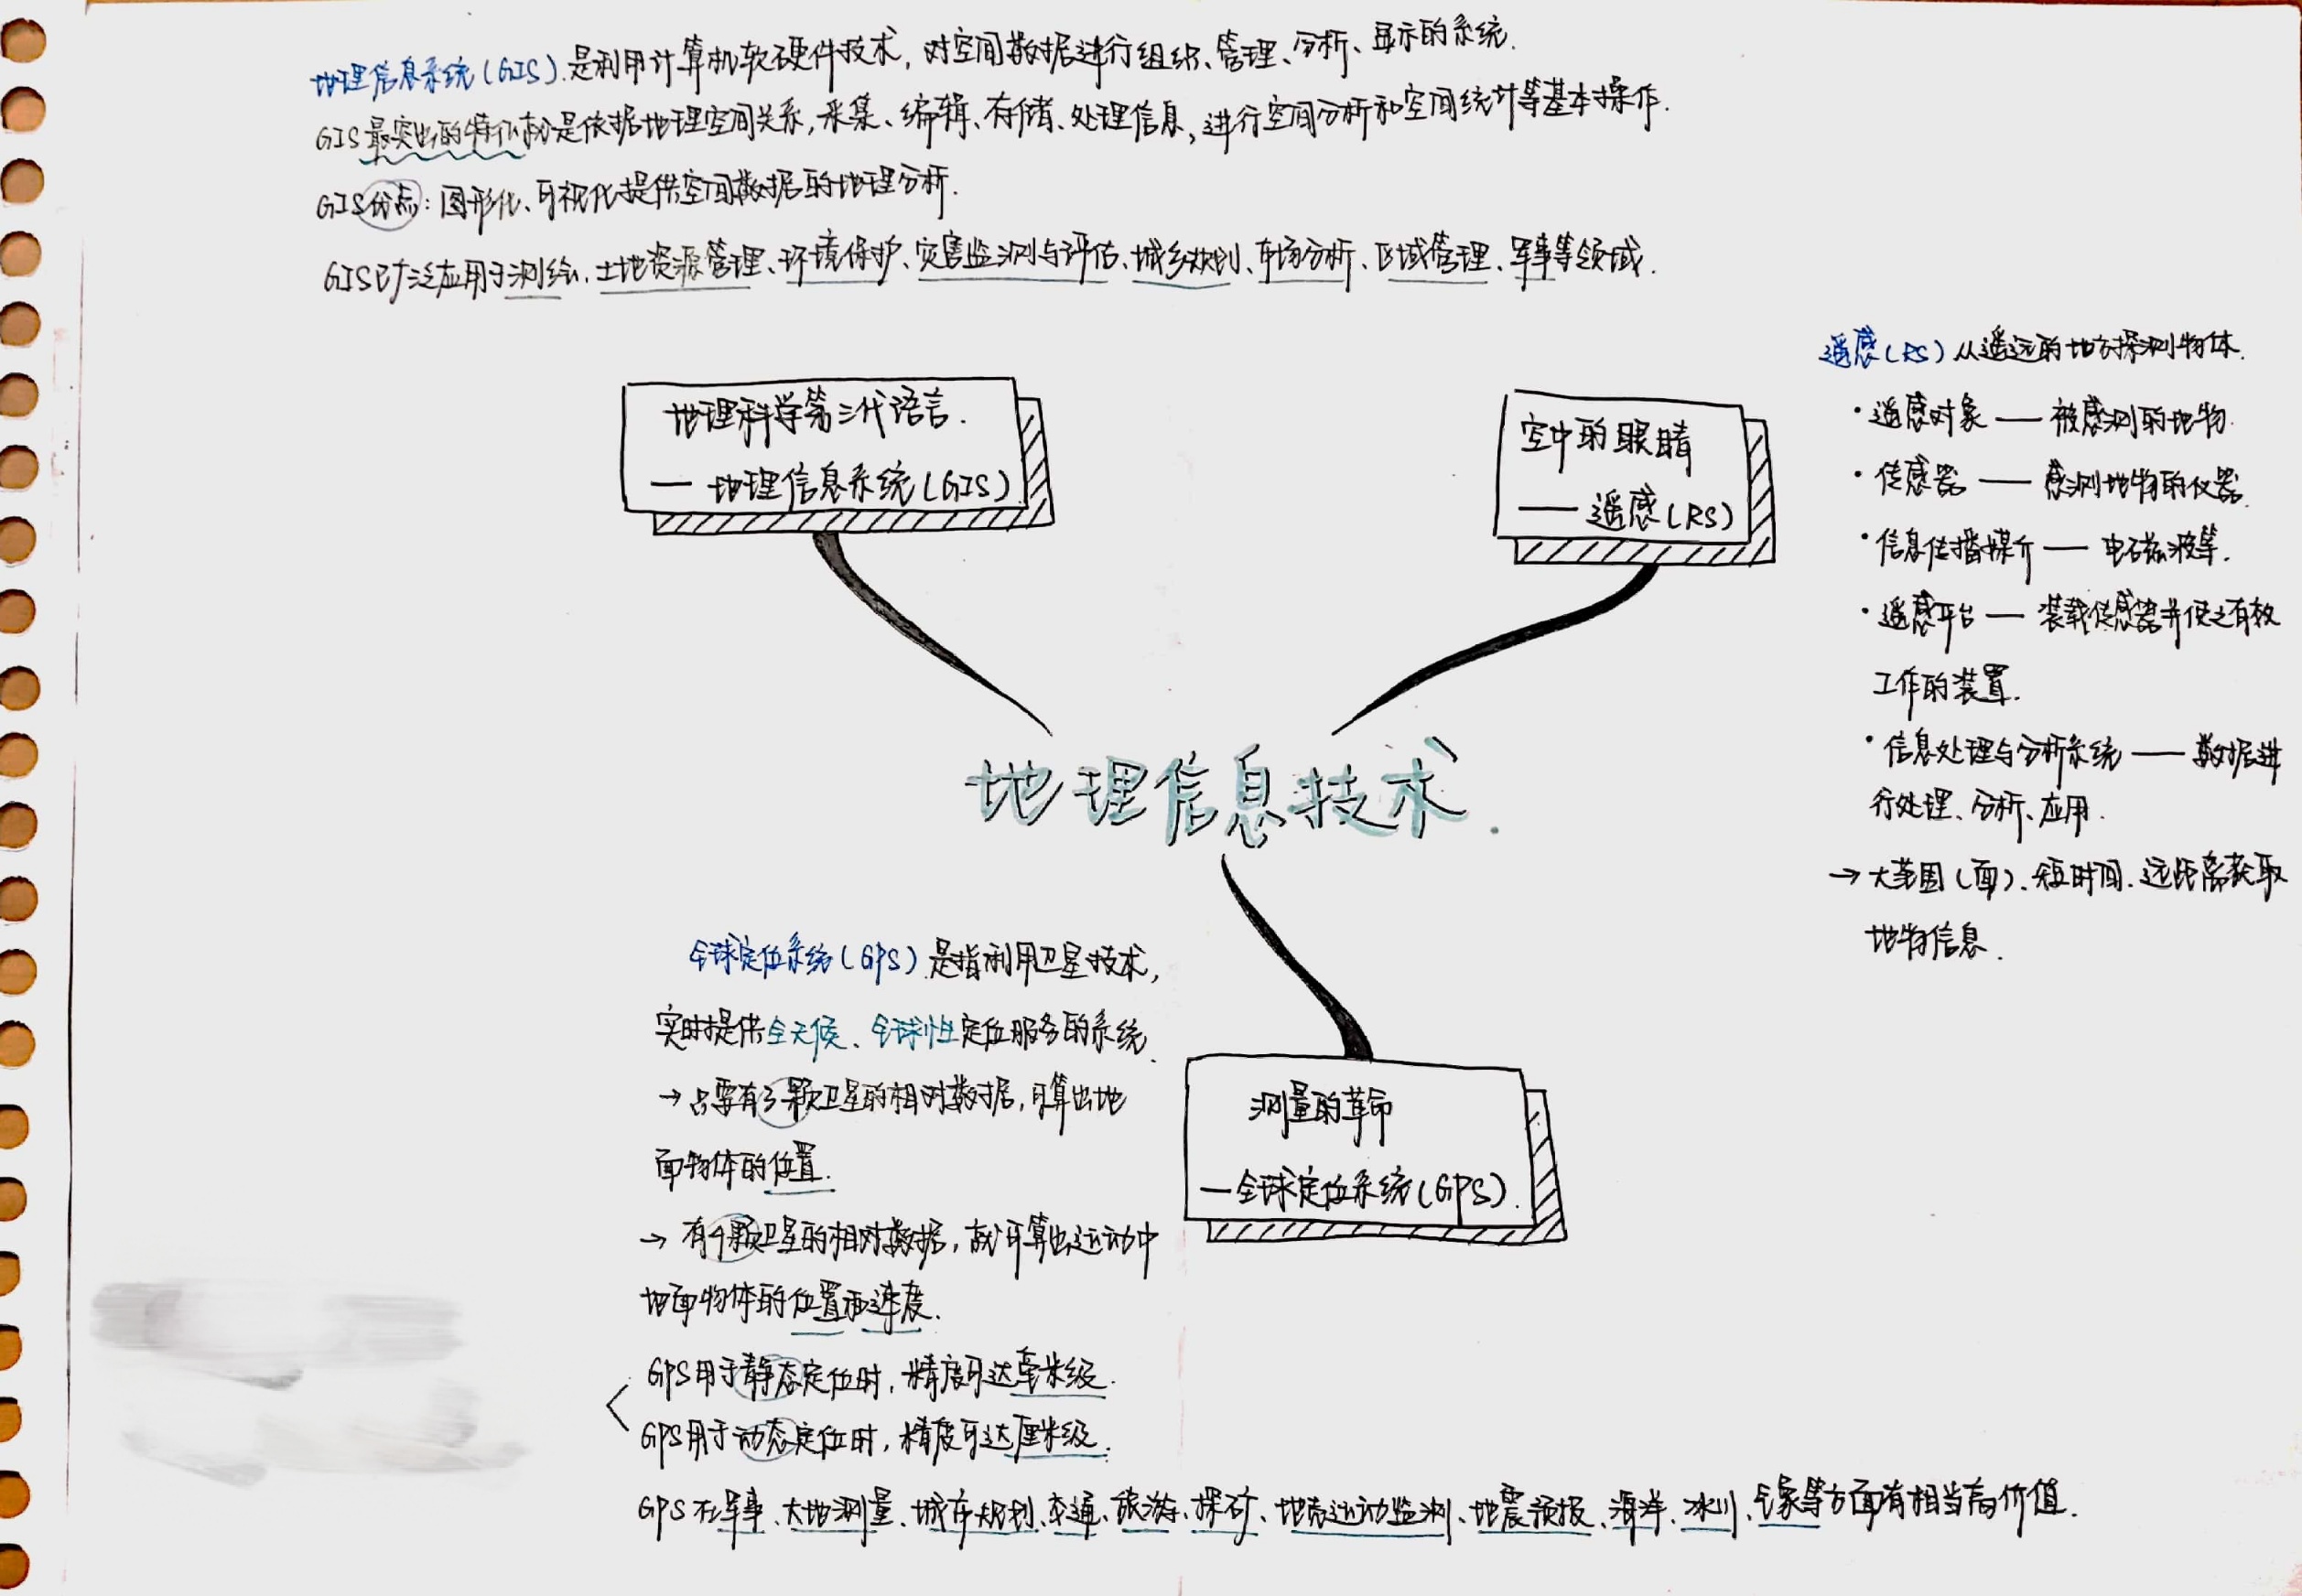 地理信息系统(GIS).是利用计算机软硬件技术,对空间数据进行组织、管理、分析、显示的系统.
GIS最突出的特征标是依据地理空间关系,采集、编辑、存储、处理信息,进行空间分析和空间统计等基本操作.
GIS优点:图形化、可视化提供空间数据的地理分析.
GIS已广泛应用于测绘、土地资源管理、环境保护、灾害监测与评估、城乡规划、市场分析、区域管理、军事等领域.
地理科学第三代语言.
— 地理信息系统(GIS)
空中的眼睛
—— 遥感(RS)
遥感(RS)从遥远的地方探测物体.
·遥感对象 —— 被感测的地物.
·传感器 —— 感测地物的仪器.
·信息传播媒介 —— 电磁波等.
·遥感平台 —— 装载传感器并使之有效
工作的装置.
·信息处理与分析系统 —— 数据进
行处理、分析、应用.
→大范围(面)、短时间、远距离获取
地物信息.
地理信息技术.
全球定位系统(GPS)是指利用卫星技术,
实时提供全天候、全球性定位服务的系统.
→只要有3颗卫星的相对数据,可算出地
面物体的位置.
→有4颗卫星的相对数据,就可算出运动中
地面物体的位置和速度.
GPS用于静态定位时,精度可达毫米级.
GPS用于动态定位时,精度可达厘米级.
GPS在军事、大地测量、城市规划、交通、旅游、探矿、地壳运动监测、地震预报、海洋、冰川、气象等方面有相当高价值.
测量的革命
—全球定位系统(GPS).